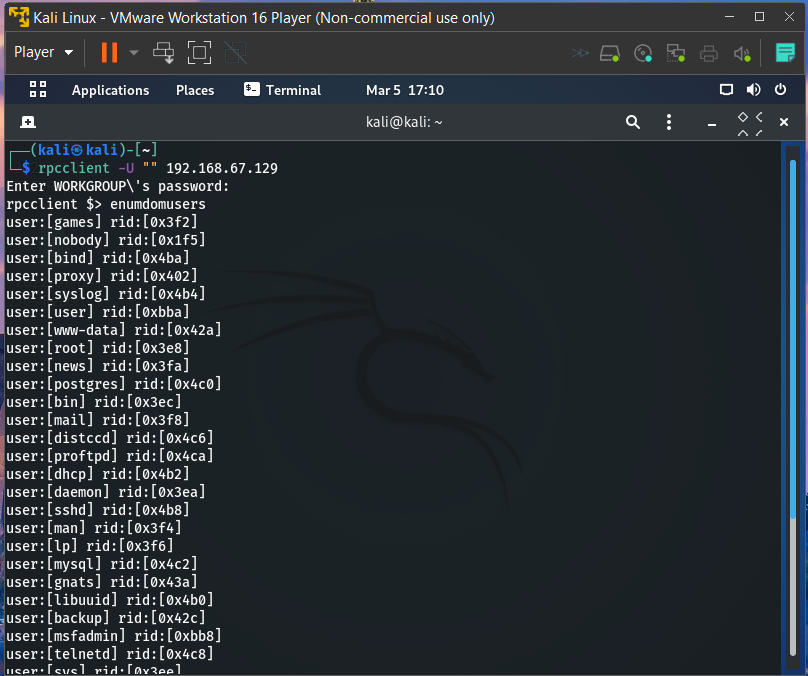 Kali Linux - VMware Workstation 16 Player (Non-commercial use only)
Player
Applications Places Terminal Mar 5 17:10
kali@kali: ~
(kali㉿kali)-[~]
$ rpcclient -U "" 192.168.67.129
Enter WORKGROUP\'s password:
rpcclient $> enumdomusers
user:[games] rid:[0x3f2]
user:[nobody] rid:[0x1f5]
user:[bind] rid:[0x4ba]
user:[proxy] rid:[0x402]
user:[syslog] rid:[0x4b4]
user:[user] rid:[0xbba]
user:[www-data] rid:[0x42a]
user:[root] rid:[0x3e8]
user:[news] rid:[0x3fa]
user:[postgres] rid:[0x4c0]
user:[bin] rid:[0x3ec]
user:[mail] rid:[0x3f8]
user:[distccd] rid:[0x4c6]
user:[proftpd] rid:[0x4ca]
user:[dhcp] rid:[0x4b2]
user:[daemon] rid:[0x3ea]
user:[sshd] rid:[0x4b8]
user:[man] rid:[0x3f4]
user:[lp] rid:[0x3f6]
user:[mysql] rid:[0x4c2]
user:[gnats] rid:[0x43a]
user:[libuuid] rid:[0x4b0]
user:[backup] rid:[0x42c]
user:[msfadmin] rid:[0xbb8]
user:[telnetd] rid:[0x4c8]
user:[sys] rid:[0x3ee]